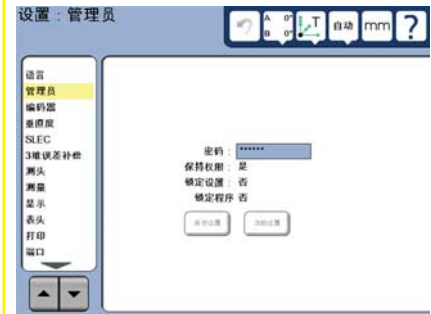 设置 : 管理员
A 0°
B 0°
T
自动
mm
?
语言
管理员
编码器
垂直度
SLEC
3维误差补偿
测头
测量
显示
表头
打印
端口
密码 : ******
保持权限 : 是
锁定设置 : 否
锁定程序 否